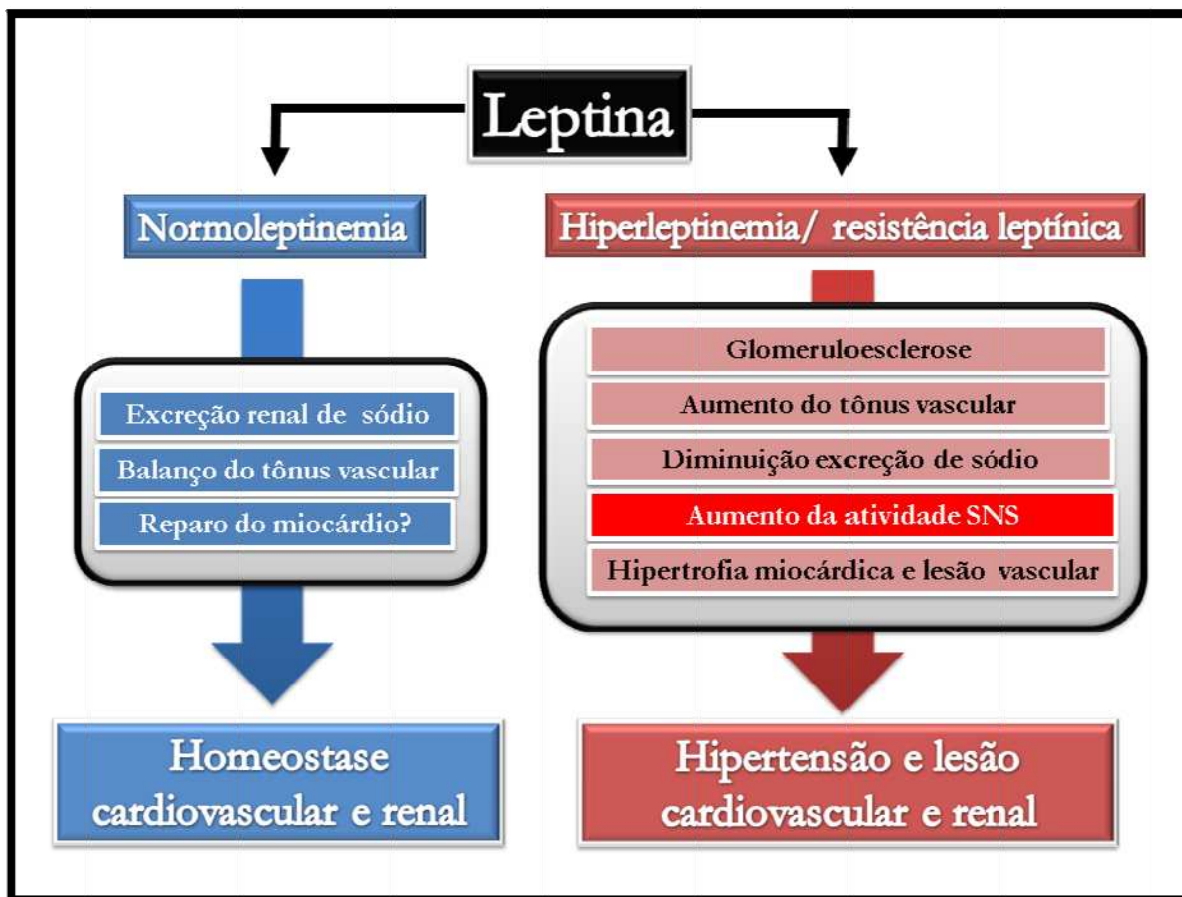 Leptina
Normoleptinemia
Excreção renal de sódio
Balanço do tônus vascular
Reparo do miocárdio?
Homeostase
cardiovascular e renal
Hiperleptinemia/ resistência leptínica
Glomeruloesclerose
Aumento do tônus vascular
Diminuição excreção de sódio
Aumento da atividade SNS
Hipertrofia miocárdica e lesão vascular
Hipertensão e lesão
cardiovascular e renal